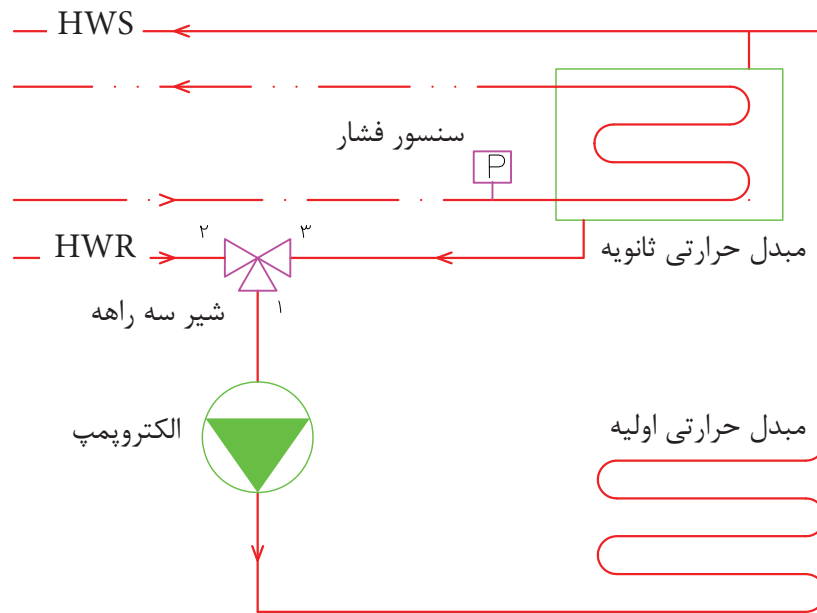 HWS
سنسور فشار
P
۲
۳
HWR
مبدل حرارتی ثانویه
۱
شیر سه راهه
الکتروپمپ
مبدل حرارتی اولیه